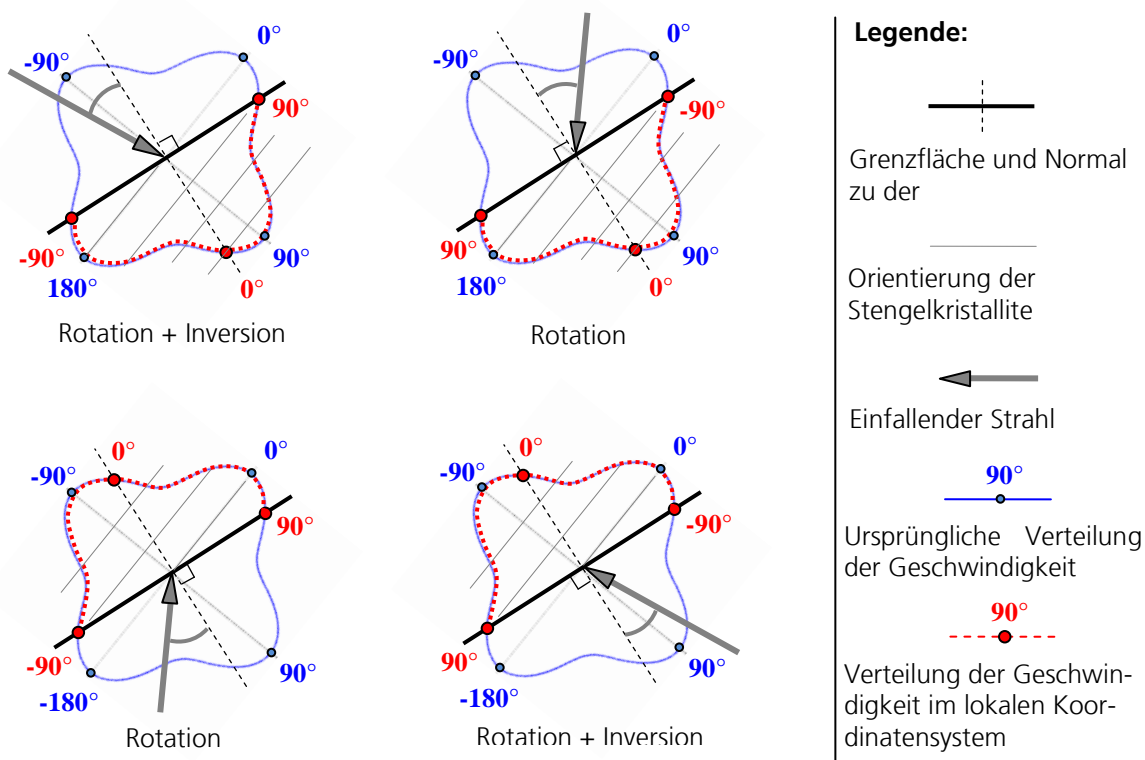 0°
-90°
90°
-90°
90°
180°
0°
Rotation + Inversion
0°
-90°
-90°
90°
90°
180°
0°
Rotation
0°
0°
-90°
90°
-90°
90°
-180°
Rotation
0°
0°
-90°
-90°
90°
90°
-180°
Rotation + Inversion
Legende:
Grenzfläche und Normal
zu der
Orientierung der
Stengelkristallite
Einfallender Strahl
90°
Ursprüngliche Verteilung
der Geschwindigkeit
90°
Verteilung der Geschwin-
digkeit im lokalen Koor-
dinatensystem